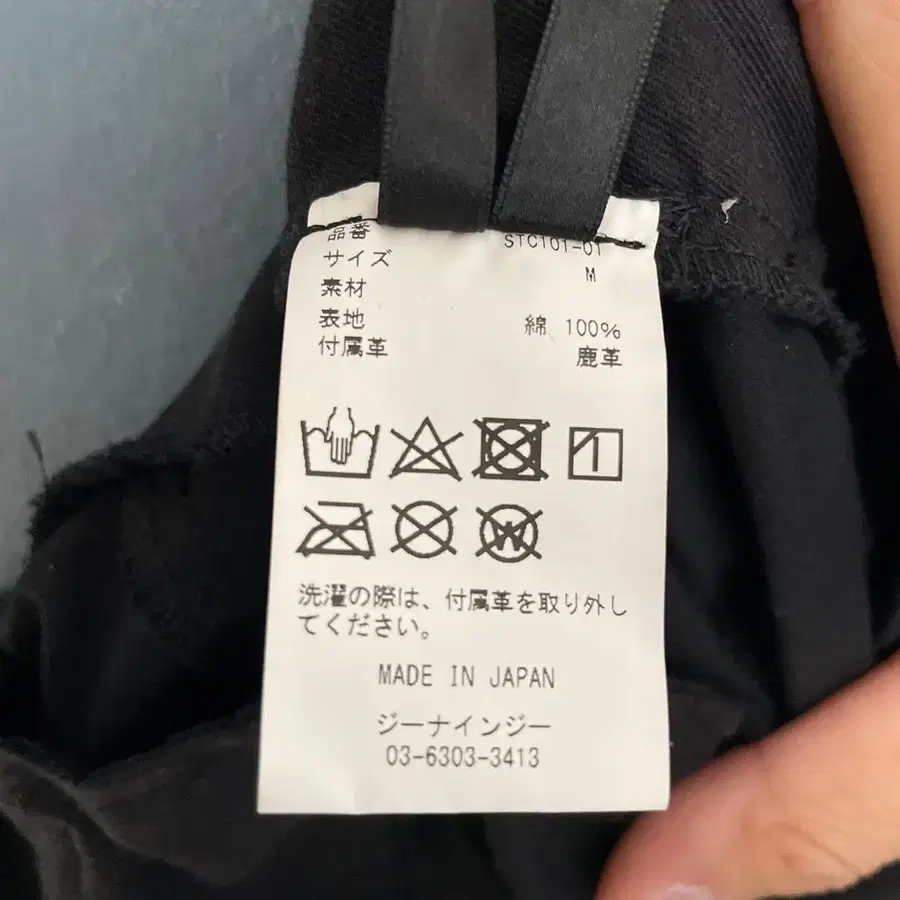 品番 STC101-01
サイズ M
素材
表地 綿 100%
付属革 鹿革
洗濯の際は、付属革を取り外し
てください。
MADE IN JAPAN
ジーナインジー
03-6303-3413